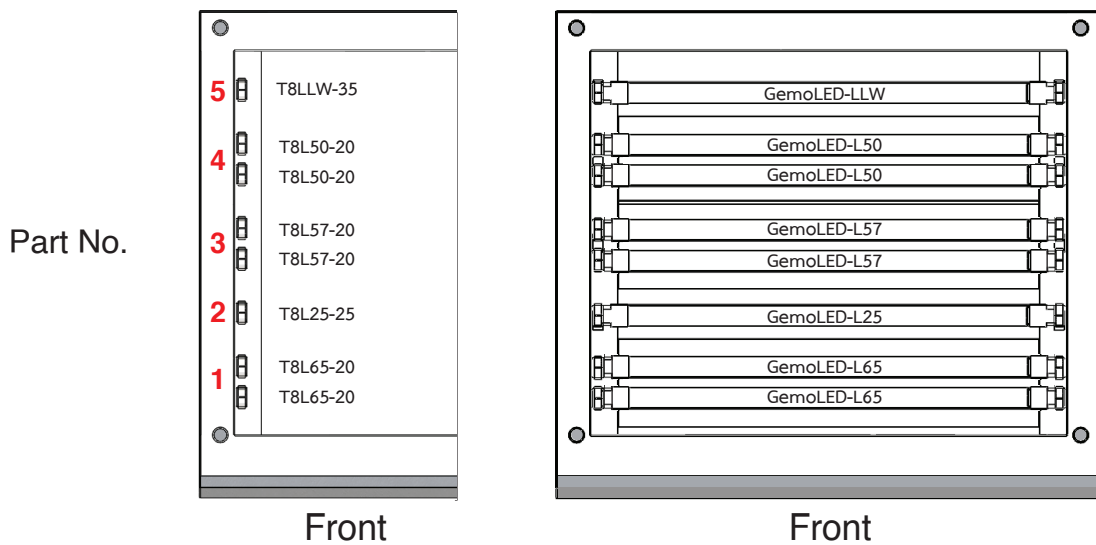 Part No.
5 T8LLW-35
4 T8L50-20
T8L50-20
3 T8L57-20
T8L57-20
2 T8L25-25
1 T8L65-20
T8L65-20
Front
GemoLED-LLW
GemoLED-L50
GemoLED-L50
GemoLED-L57
GemoLED-L57
GemoLED-L25
GemoLED-L65
GemoLED-L65
Front